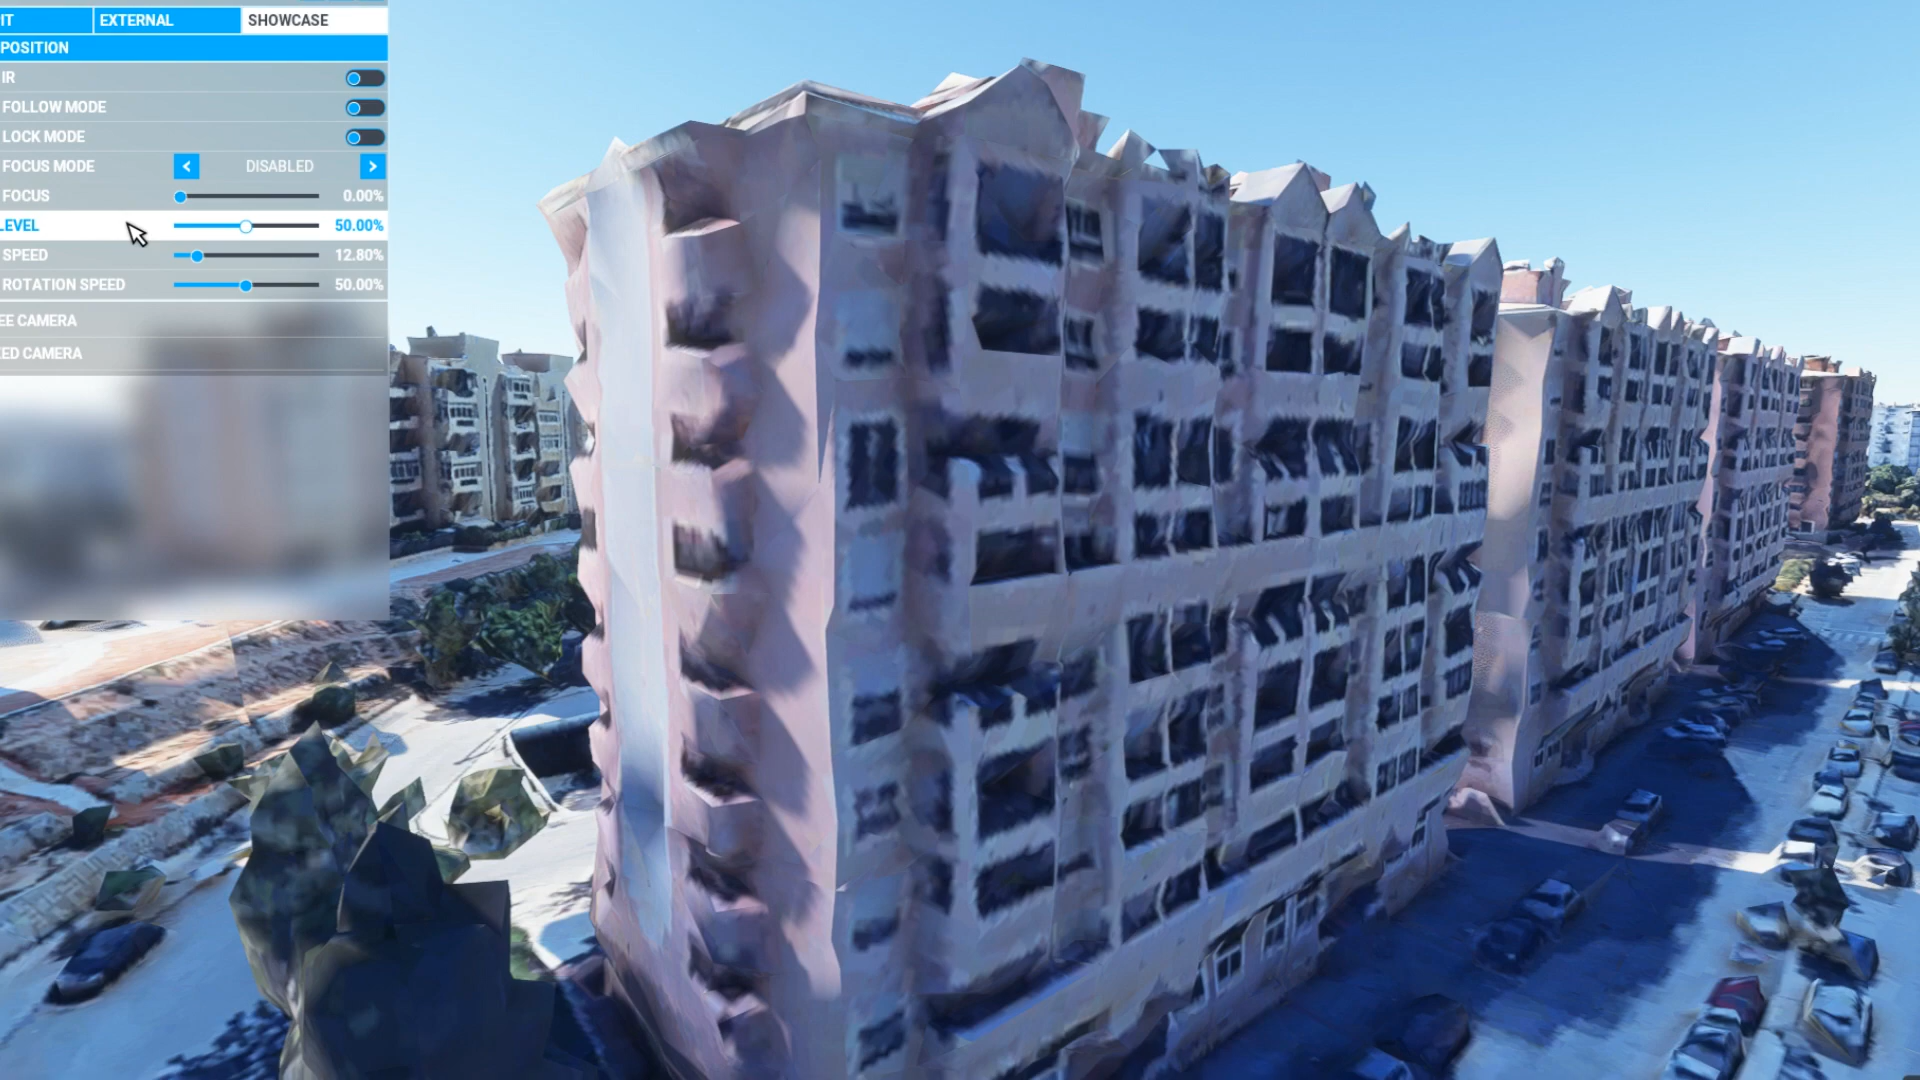 IT EXTERNAL SHOWCASE
POSITION
IR
FOLLOW MODE
LOCK MODE
FOCUS MODE < DISABLED >
FOCUS 0.00%
LEVEL 50.00%
SPEED 12.80%
ROTATION SPEED 50.00%
EE CAMERA
ED CAMERA